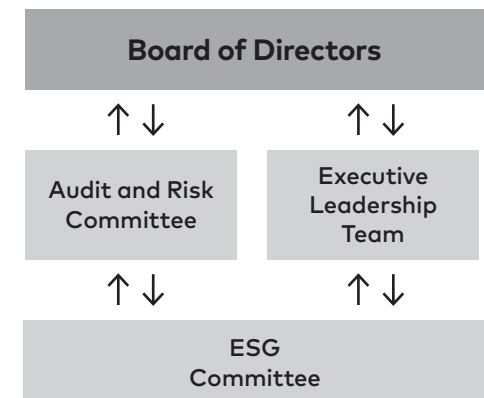 Board of Directors
Audit and Risk
Committee
Executive
Leadership
Team
ESG
Committee